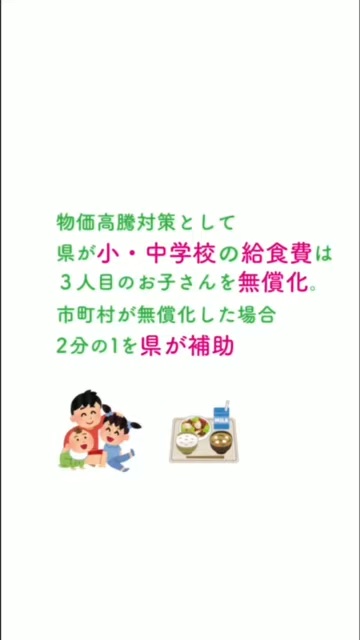 物価高騰対策として
県が小・中学校の給食費は
３人目のお子さんを無償化。
市町村が無償化した場合
2分の1を県が補助
MILK